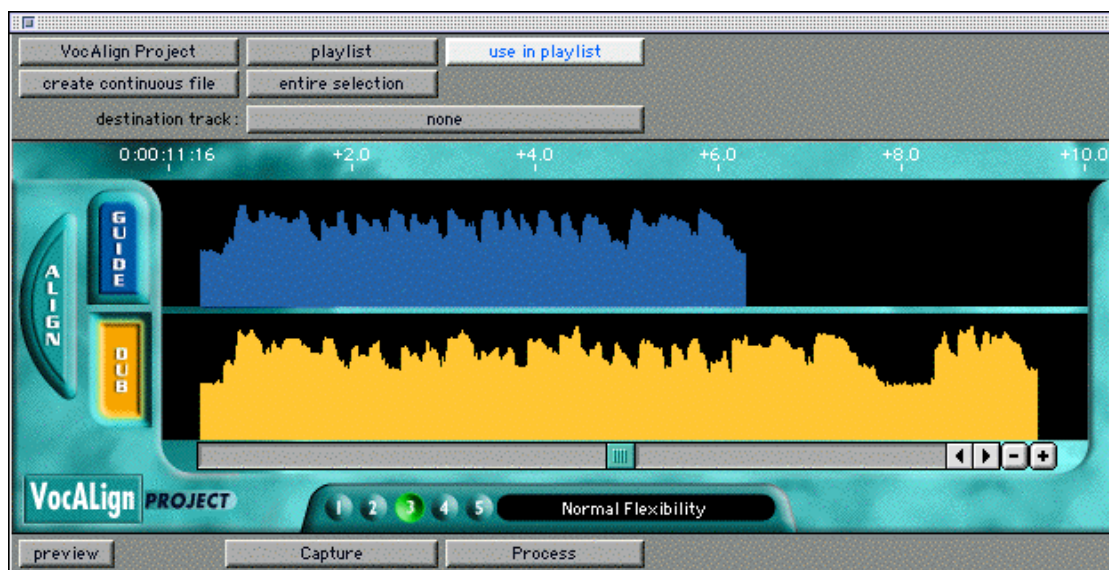 VocAlign Project playlist use in playlist
create continuous file entire selection
destination track: none
0:00:11:16 +2.0 +4.0 +6.0 +8.0 +10.0
GUIDE
ALIGN
DUB
VocALign PROJECT
1 2 3 4 5 Normal Flexibility
preview Capture Process